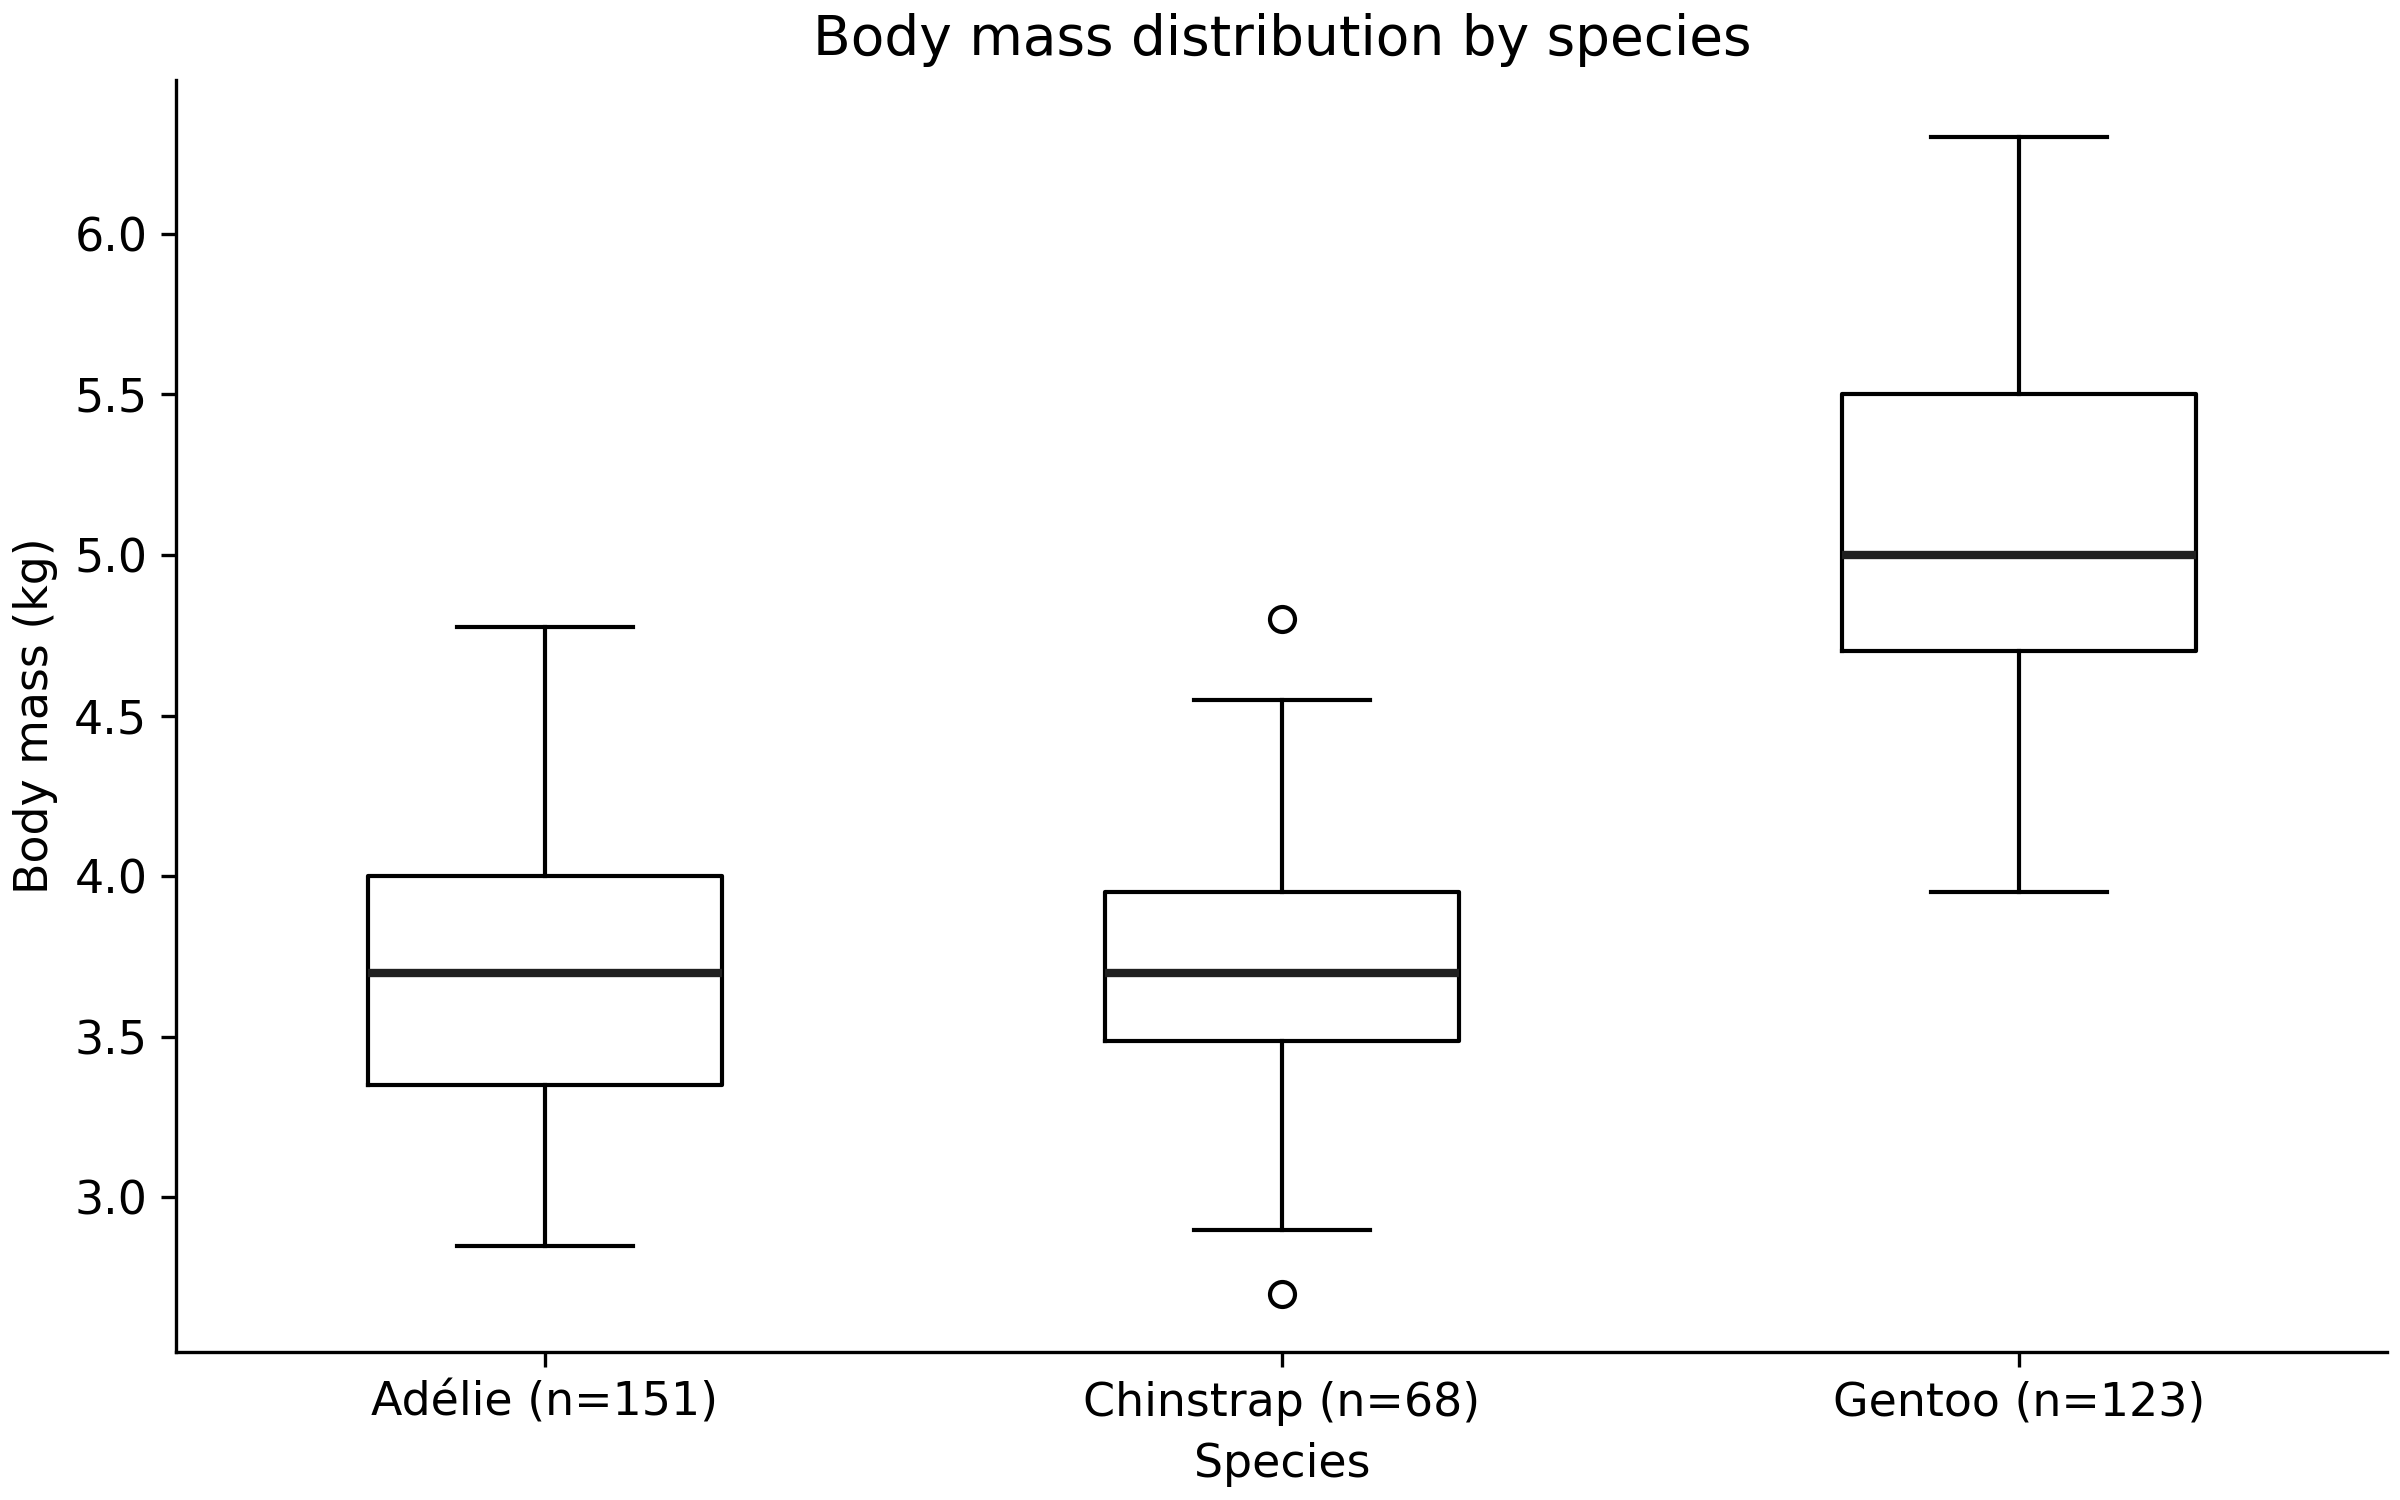 Body mass distribution by species
Body mass (kg)
6.0
5.5
5.0
4.5
4.0
3.5
3.0
Adélie (n=151)
Chinstrap (n=68)
Gentoo (n=123)
Species